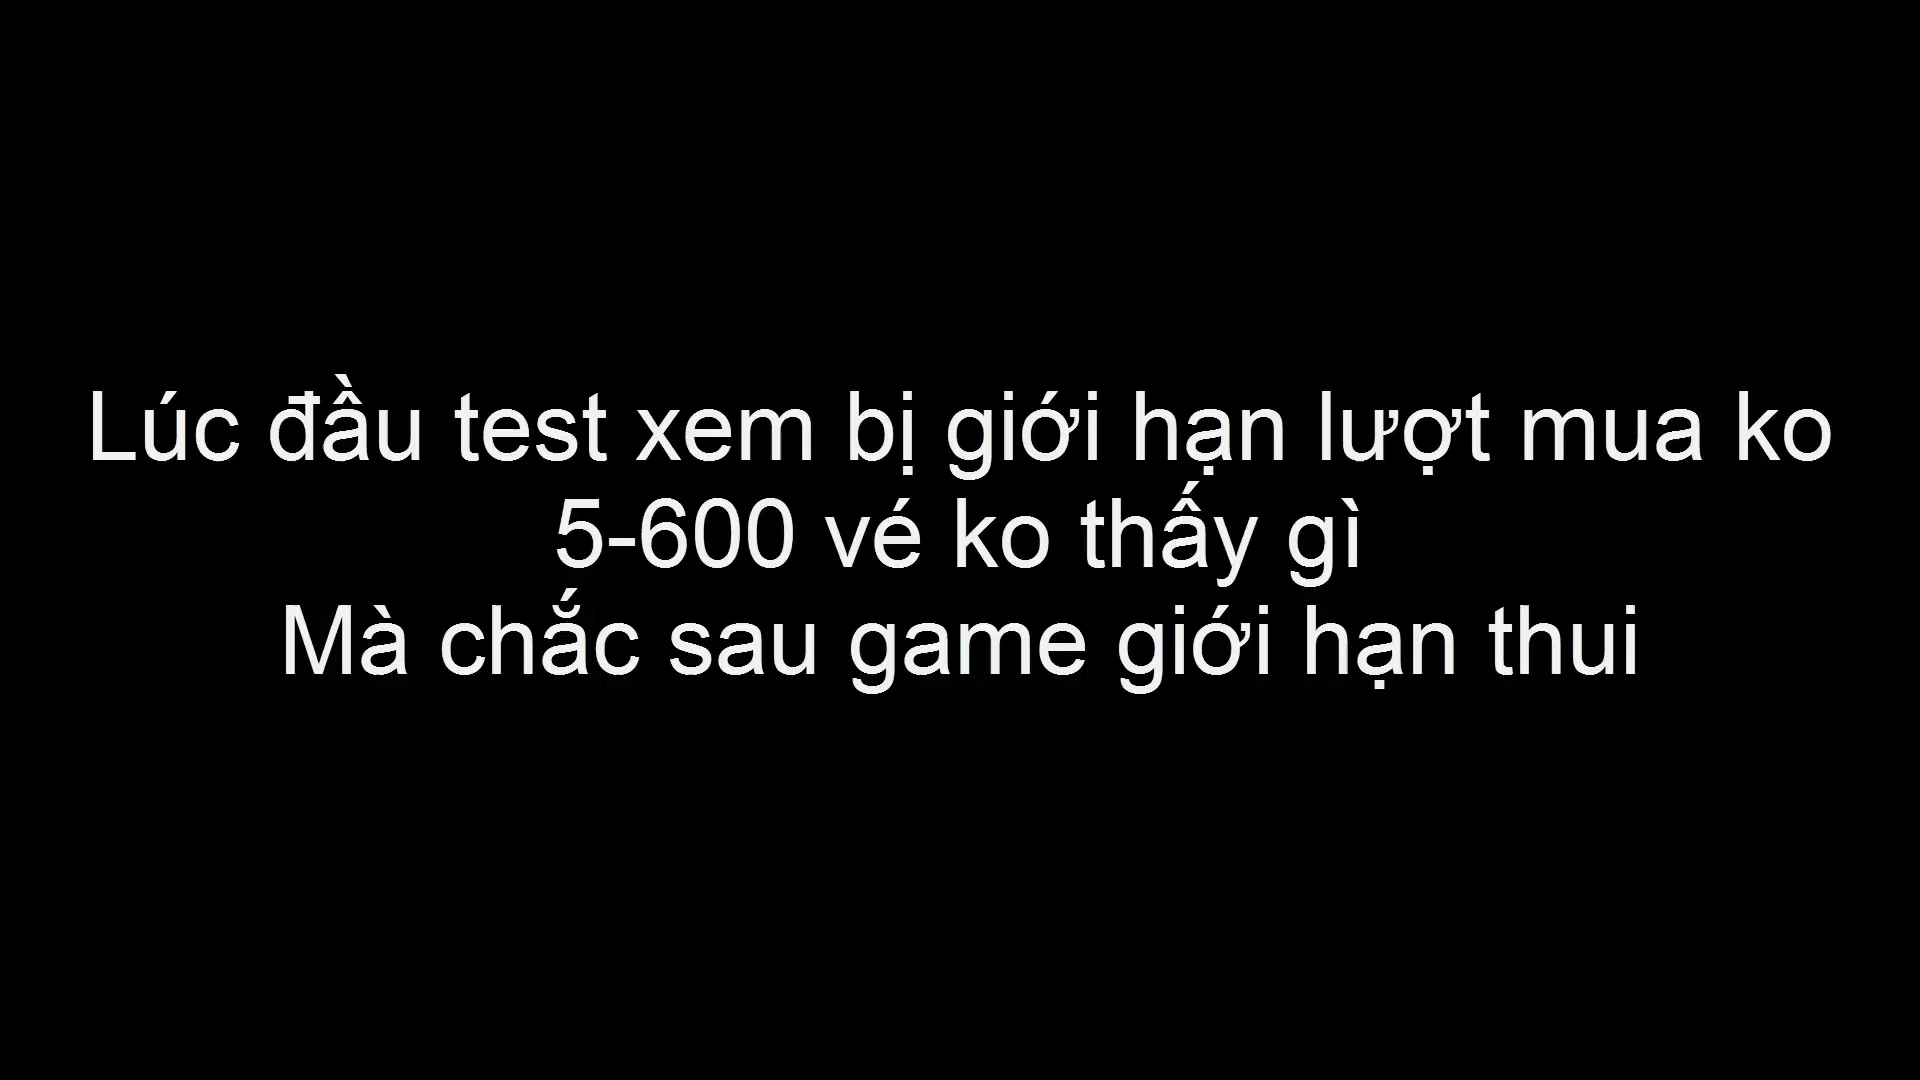 Lúc đầu test xem bị giới hạn lượt mua ko
5-600 vé ko thấy gì
Mà chắc sau game giới hạn thui